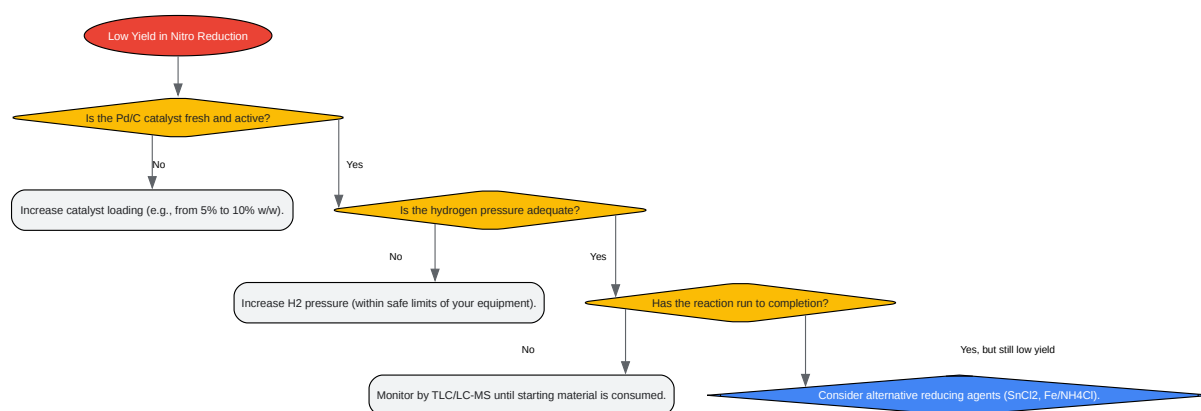 Low Yield in Nitro Reduction
Is the Pd/C catalyst fresh and active?
No
Yes
Increase catalyst loading (e.g., from 5% to 10% w/w).
Is the hydrogen pressure adequate?
No
Yes
Increase H2 pressure (within safe limits of your equipment).
Has the reaction run to completion?
No
Yes, but still low yield
Monitor by TLC/LC-MS until starting material is consumed.
Consider alternative reducing agents (SnCl2, Fe/NH4Cl).